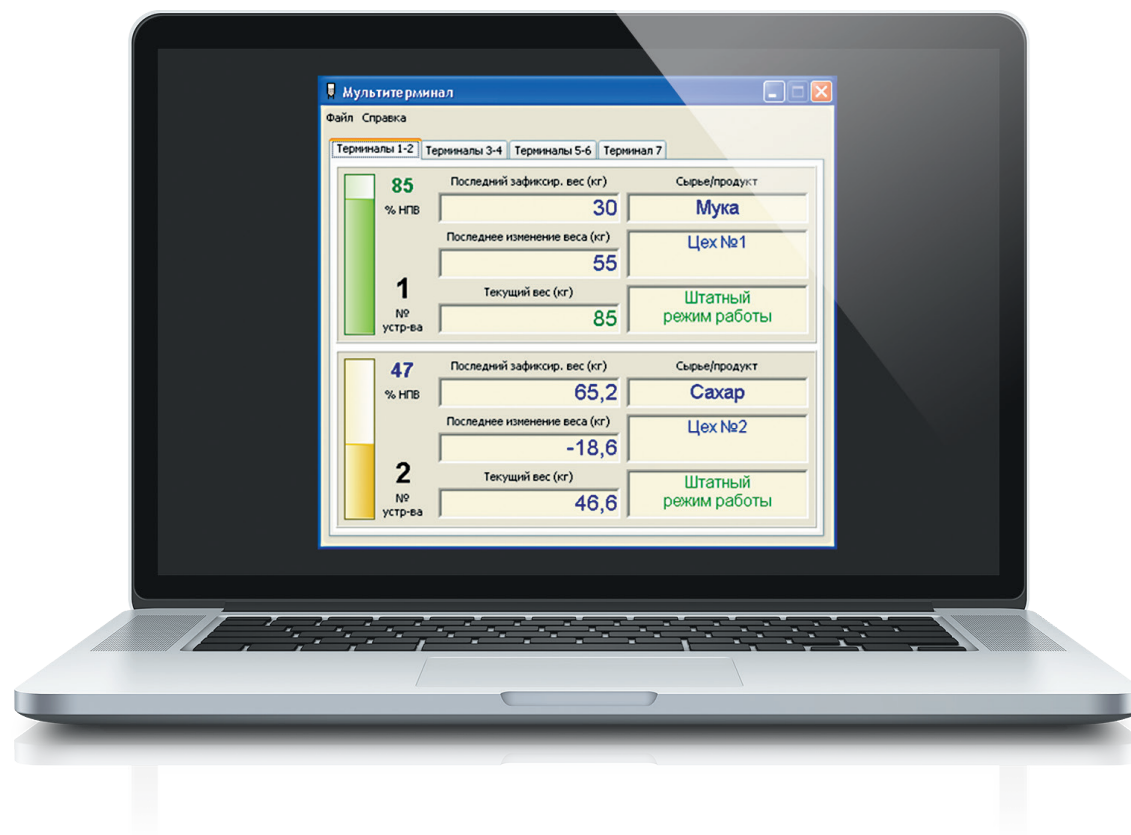 Мультитерминал
Файл Справка
Терминалы 1-2 Терминалы 3-4 Терминалы 5-6 Терминал 7
85
% НПВ
1
№
устр-ва
Последний зафиксир. вес (кг)
30
Последнее изменение веса (кг)
55
Текущий вес (кг)
85
Сырье/продукт
Мука
Цех №1
Штатный
режим работы
47
% НПВ
2
№
устр-ва
Последний зафиксир. вес (кг)
65,2
Последнее изменение веса (кг)
-18,6
Текущий вес (кг)
46,6
Сырье/продукт
Сахар
Цех №2
Штатный
режим работы